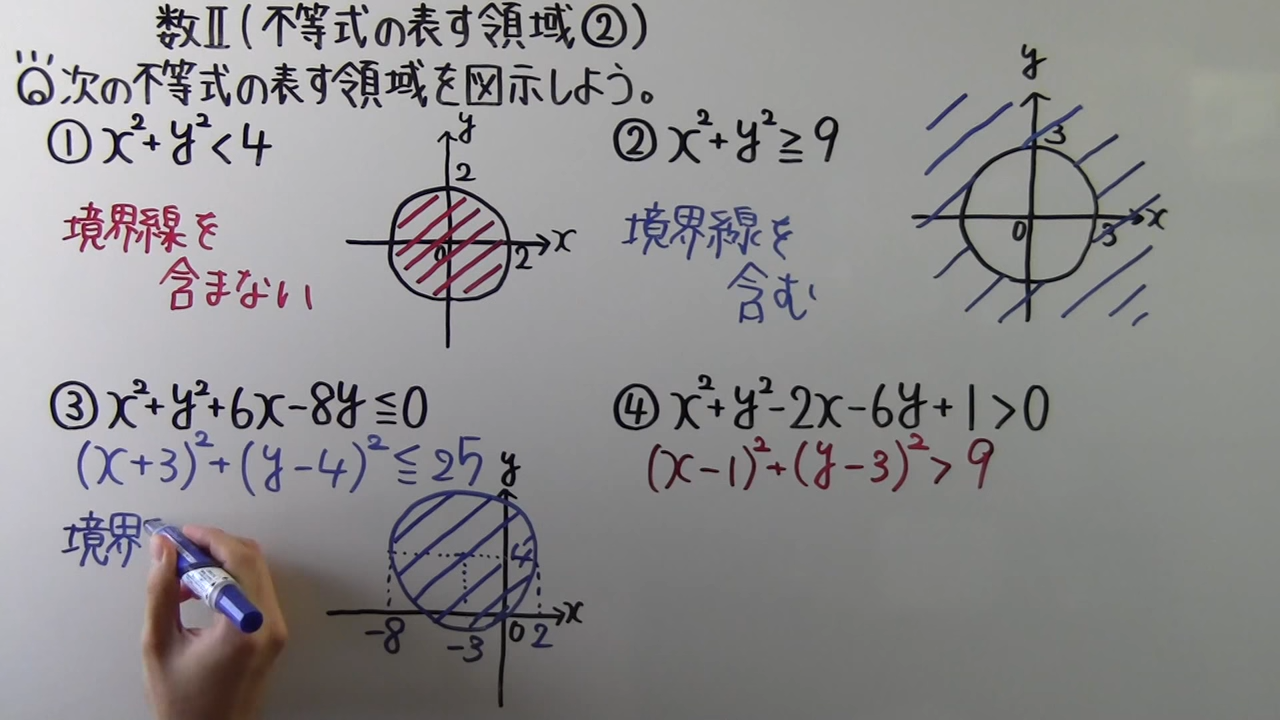 数Ⅱ(不等式の表す領域②)
Q次の不等式の表す領域を図示しよう。
① x²+y²<4
境界線を
含まない
y
2
x
0
2
② x²+y²≧9
境界線を
含む
y
3
x
0
3
③ x²+y²+6x-8y≦0
(x+3)²+(y-4)²≦25
境界
y
4
x
-8
-3
0
2
④ x²+y²-2x-6y+1>0
(x-1)²+(y-3)²>9